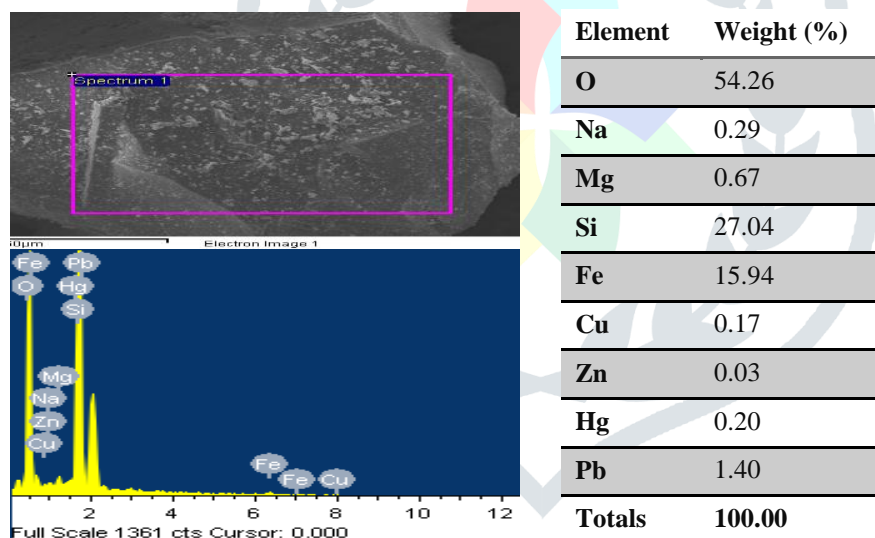 Spectrum 1
0µm
Electron Image 1
Fe Pb
O Hg
Si
Mg
Na
Zn
Cu
Fe
Fe Cu
2 4 6 8 10 12
Full Scale 1361 cts Cursor: 0.000
Element Weight (%)
O 54.26
Na 0.29
Mg 0.67
Si 27.04
Fe 15.94
Cu 0.17
Zn 0.03
Hg 0.20
Pb 1.40
Totals 100.00